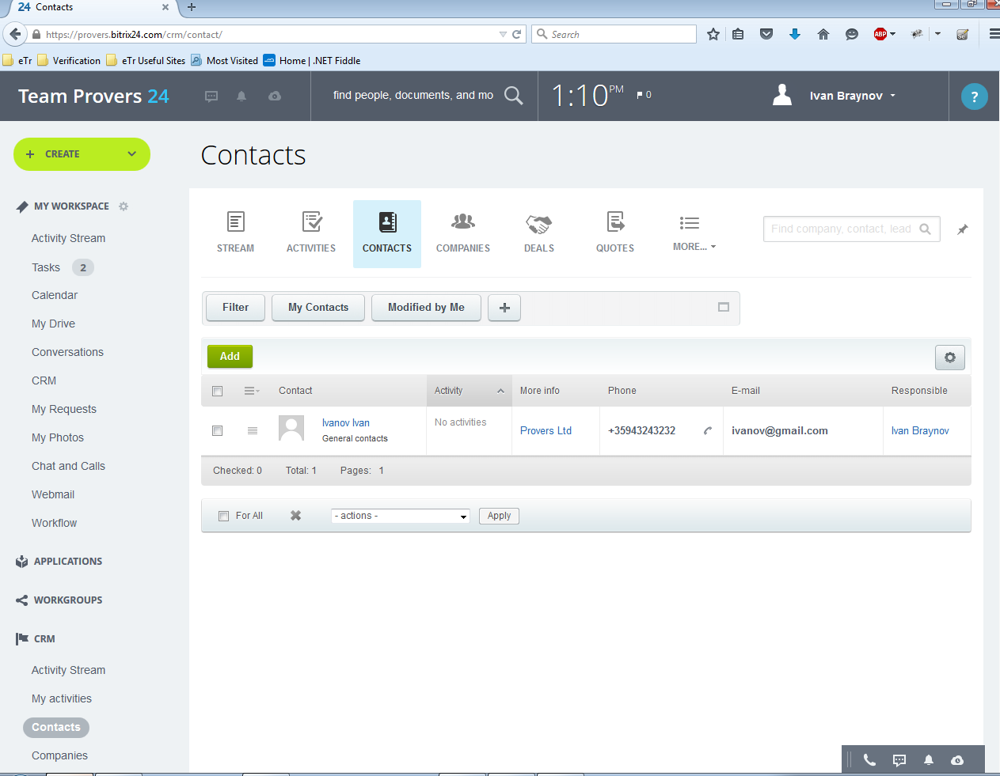 24 Contacts
https://provers.bitrix24.com/crm/contact/
Search
ABP
eTr Verification eTr Useful Sites Most Visited Home | .NET Fiddle
Team Provers 24
find people, documents, and mo
1:10 PM
0
Ivan Braynov
?
+ CREATE
Contacts
MY WORKSPACE
Activity Stream
Tasks 2
Calendar
My Drive
Conversations
CRM
My Requests
My Photos
Chat and Calls
Webmail
Workflow
APPLICATIONS
WORKGROUPS
CRM
Activity Stream
My activities
Contacts
Companies
STREAM ACTIVITIES CONTACTS COMPANIES DEALS QUOTES MORE...
Find company, contact, lead
Filter My Contacts Modified by Me +
Add
Contact Activity More info Phone E-mail Responsible
Ivanov Ivan
General contacts
No activities
Provers Ltd
+35943243232
ivanov@gmail.com
Ivan Braynov
Checked: 0 Total: 1 Pages: 1
For All
- actions -
Apply